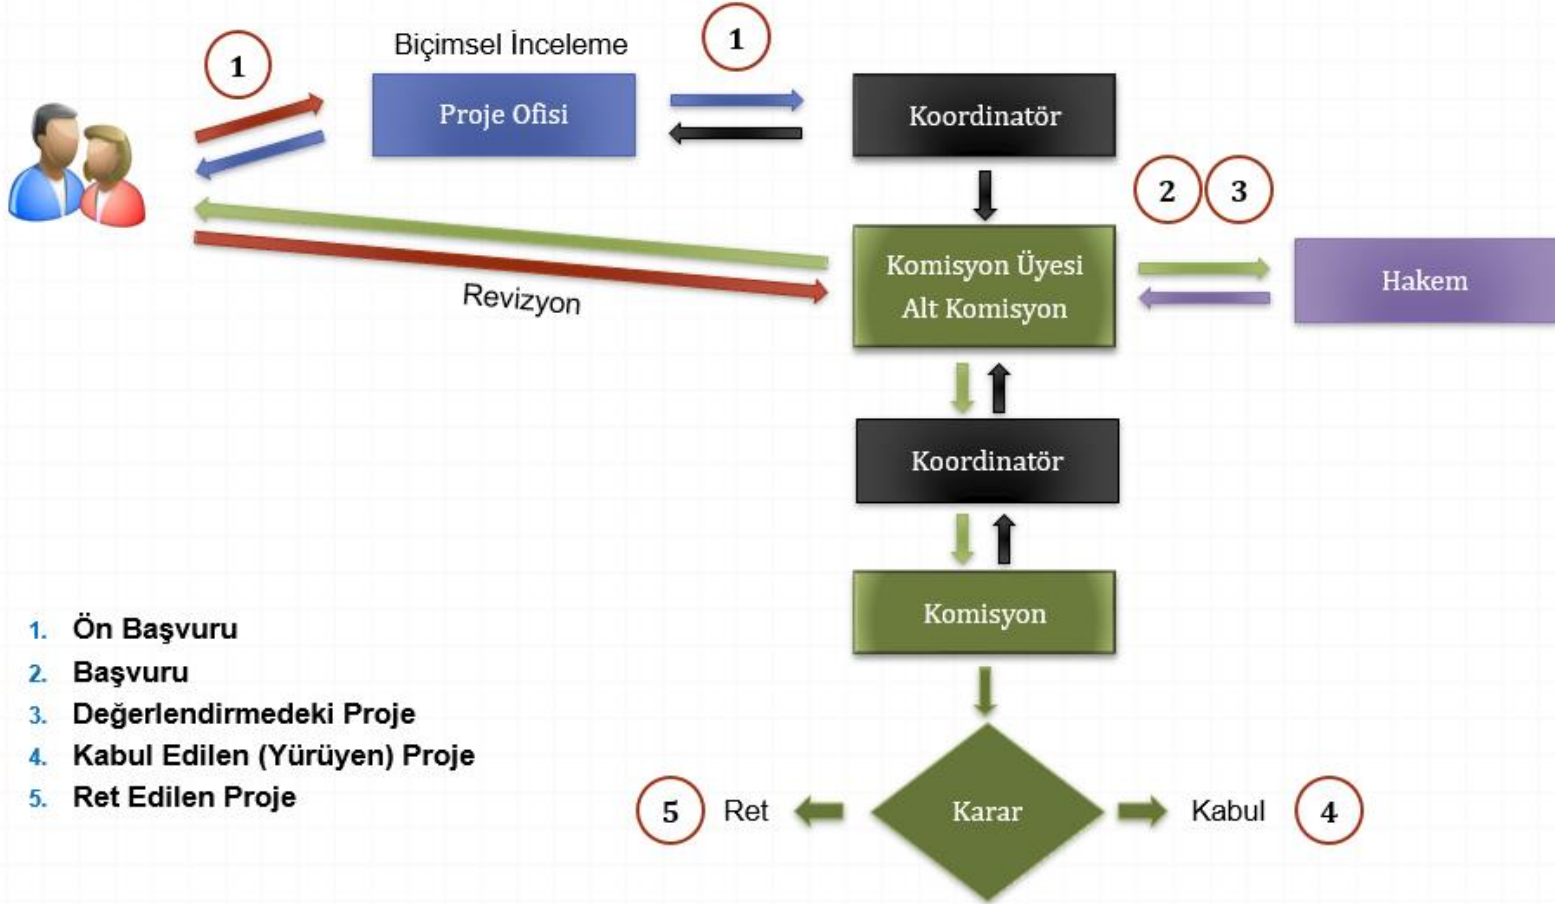 Biçimsel İnceleme
1
1
Proje Ofisi
Koordinatör
2
3
Komisyon Üyesi
Alt Komisyon
Hakem
Revizyon
Koordinatör
Komisyon
1. Ön Başvuru
2. Başvuru
3. Değerlendirmedeki Proje
4. Kabul Edilen (Yürüyen) Proje
5. Ret Edilen Proje
5
Ret
Karar
Kabul
4